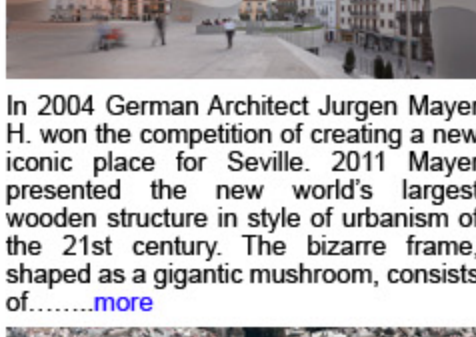 In 2004 German Architect Jurgen Mayer
H. won the competition of creating a new
iconic place for Seville. 2011 Mayer
presented the new world's largest
wooden structure in style of urbanism of
the 21st century. The bizarre frame,
shaped as a gigantic mushroom, consists
of........more